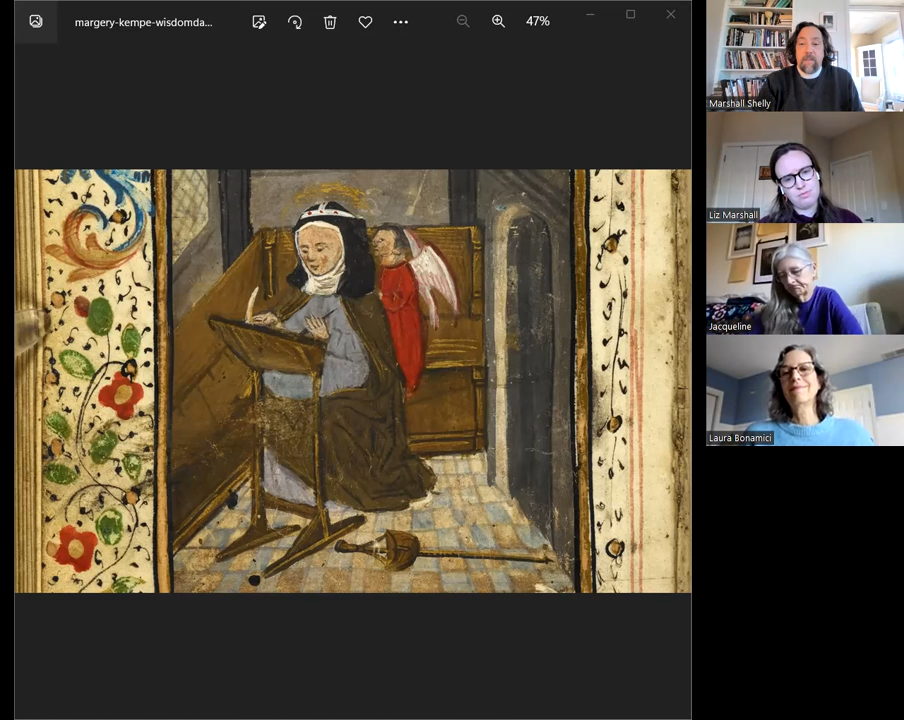 margery-kempe-wisdomda...
47%
Marshall Shelly
Liz Marshall
Jacqueline
Laura Bonamici